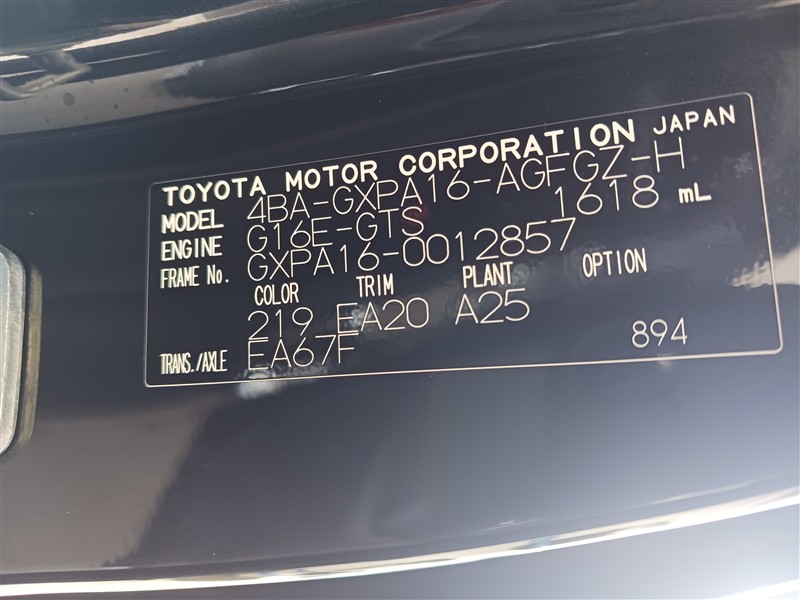 TOYOTA MOTOR CORPORATION JAPAN
MODEL 4BA-GXPA16-AGFGZ-H
ENGINE G16E-GTS 1618 mL
FRAME No. GXPA16-0012857
COLOR TRIM PLANT OPTION
219 EA20 A25
TRANS./AXLE EA67F 894